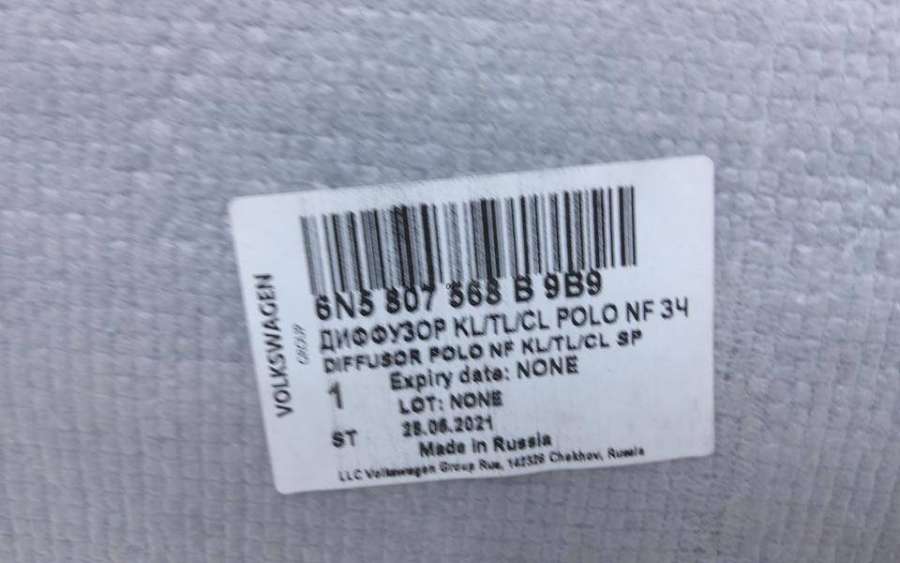 VOLKSWAGEN
GROUP
6N5 807 568 B 9B9
ДИФФУЗОР KL/TL/CL POLO NF ЗЧ
DIFFUSOR POLO NF KL/TL/CL SP
1 Expiry date: NONE
LOT: NONE
ST 28.06.2021
Made in Russia
LLC Volkswagen Group Rus, 142326 Chekhov, Russia